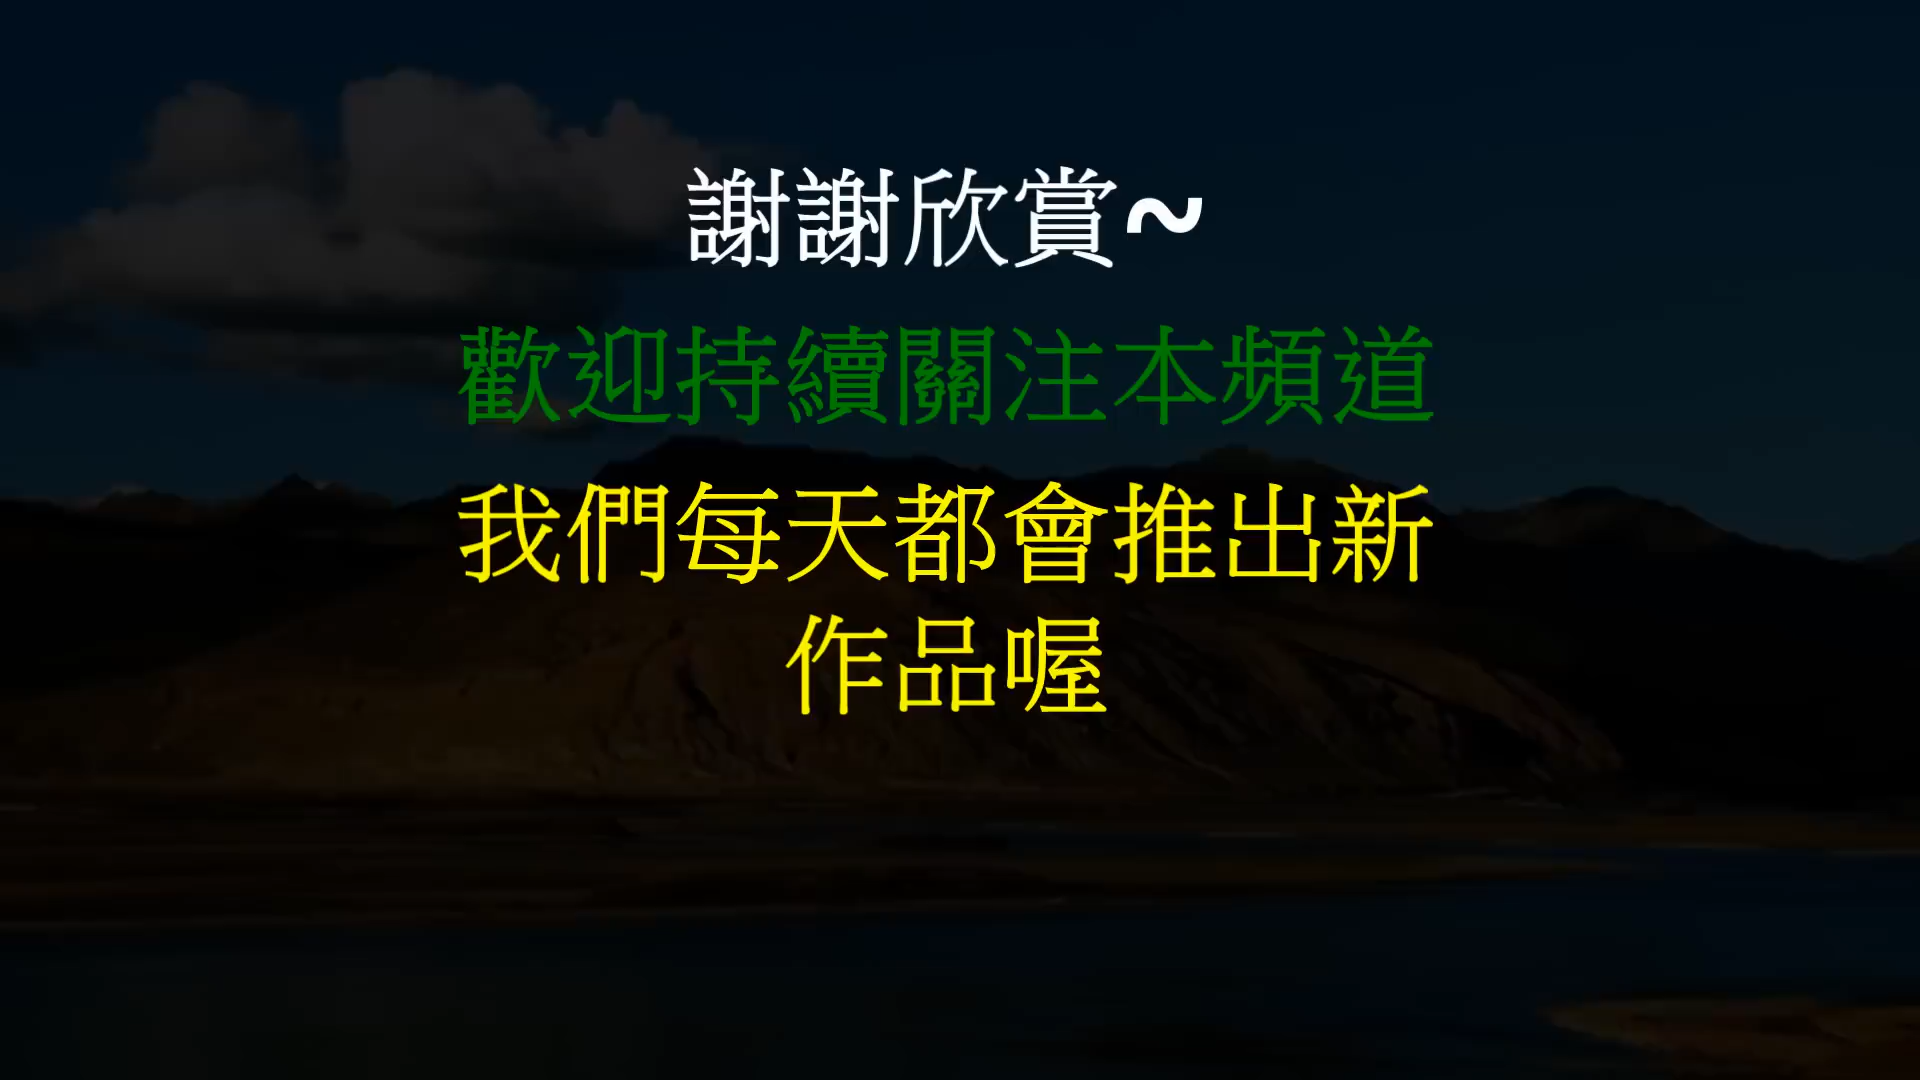 謝謝欣賞~
歡迎持續關注本頻道
我們每天都會推出新
作品喔